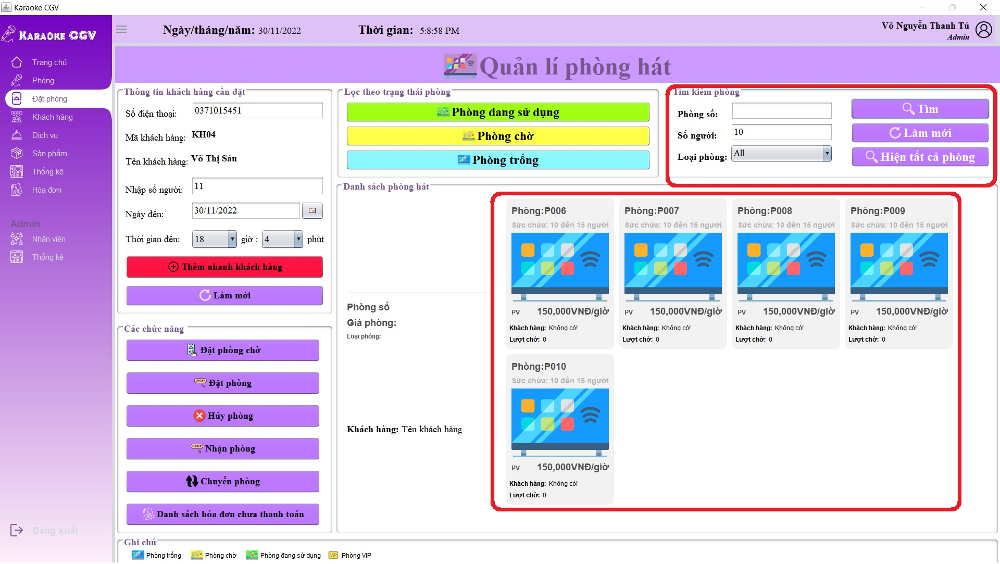 Karaoke CGV
KARAOKE CGV
Trang chủ
Phòng
Đặt phòng
Khách hàng
Dịch vụ
Sản phẩm
Thống kê
Hóa đơn
Admin
Nhân viên
Thống kê
Đăng xuất
Ngày/tháng/năm: 30/11/2022
Thời gian: 5:8:58 PM
Võ Nguyễn Thanh Tú
Admin
Quản lí phòng hát
Thông tin khách hàng cần đặt
Số điện thoại: 0371015451
Mã khách hàng: KH04
Tên khách hàng: Võ Thị Sáu
Nhập số người: 11
Ngày đến: 30/11/2022
Thời gian đến: 18 giờ : 4 phút
Thêm nhanh khách hàng
Làm mới
Các chức năng
Đặt phòng chờ
ORDER Đặt phòng
Hủy phòng
ORDER Nhận phòng
Chuyển phòng
Danh sách hóa đơn chưa thanh toán
Lọc theo trạng thái phòng
Phòng đang sử dụng
Phòng chờ
Phòng trống
Tìm kiếm phòng
Phòng số:
Số người: 10
Loại phòng: All
Tìm
Làm mới
Hiện tất cả phòng
Danh sách phòng hát
Phòng số
Giá phòng:
Loại phòng:
Khách hàng: Tên khách hàng
Phòng:P006
Sức chứa: 10 đến 15 người
PV 150,000VNĐ/giờ
Khách hàng: Không có!
Lượt chờ: 0
Phòng:P007
Sức chứa: 10 đến 15 người
PV 150,000VNĐ/giờ
Khách hàng: Không có!
Lượt chờ: 0
Phòng:P008
Sức chứa: 10 đến 15 người
PV 150,000VNĐ/giờ
Khách hàng: Không có!
Lượt chờ: 0
Phòng:P009
Sức chứa: 10 đến 15 người
PV 150,000VNĐ/giờ
Khách hàng: Không có!
Lượt chờ: 0
Phòng:P010
Sức chứa: 10 đến 15 người
PV 150,000VNĐ/giờ
Khách hàng: Không có!
Lượt chờ: 0
Ghi chú
Phòng trống
Phòng chờ
Phòng đang sử dụng
VIP Phòng VIP